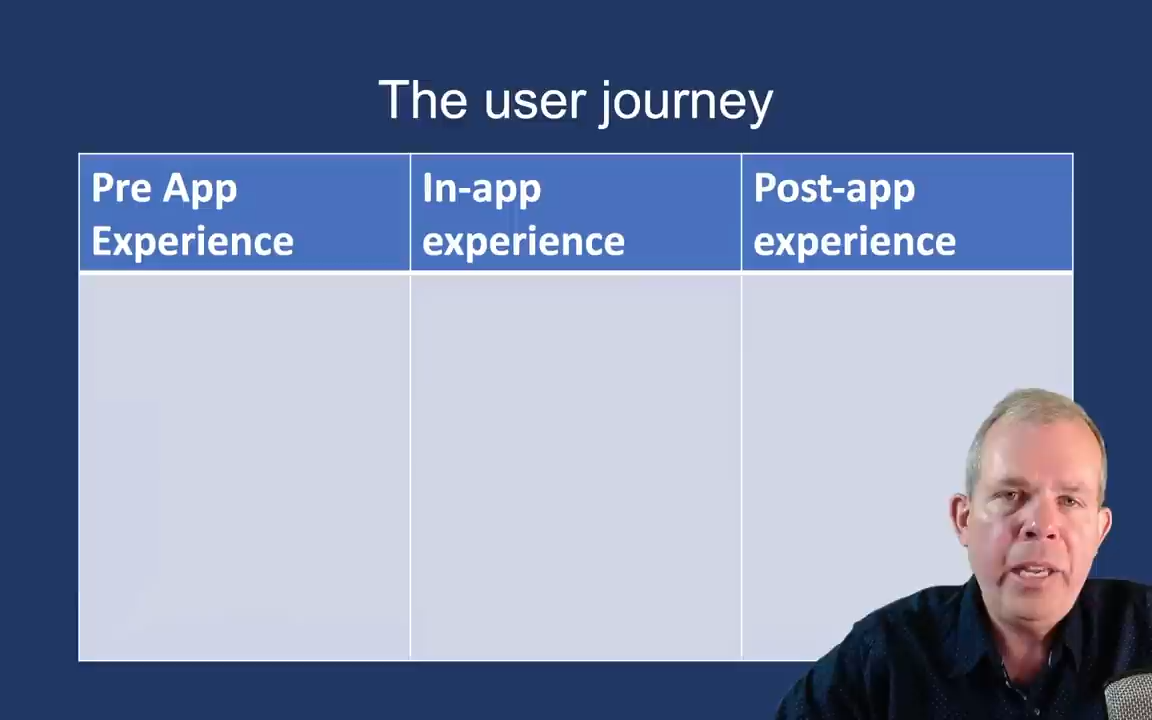 The user journey
Pre App
Experience
In-app
experience
Post-app
experience